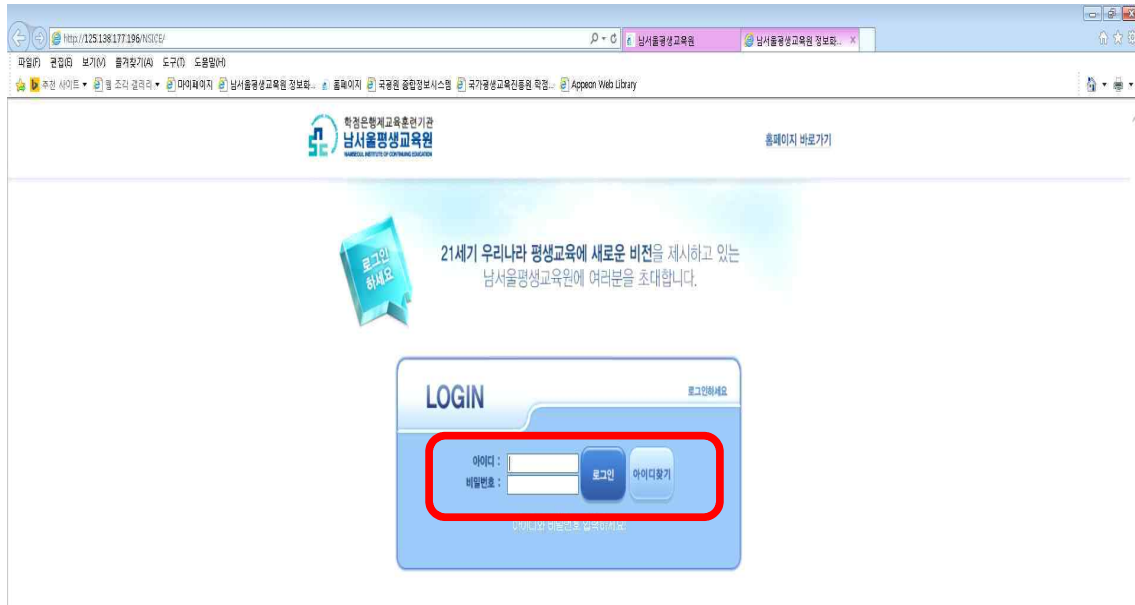 http://125.138.177.196/NSICE/
남서울평생교육원
남서울평생교육원 정보화...
파일(F) 편집(E) 보기(V) 즐겨찾기(A) 도구(T) 도움말(H)
추천 사이트 웹 조각 갤러리 마이페이지 남서울평생교육원 정보화... 홈페이지 국평원 종합정보시스템 국가평생교육진흥원 학점... Appeon Web Library
학점은행제교육훈련기관
남서울평생교육원
NAMSEOUL INSTITUTE OF CONTINUING EDUCATION
홈페이지 바로가기
로그인
하세요
21세기 우리나라 평생교육에 새로운 비전을 제시하고 있는
남서울평생교육원에 여러분을 초대합니다.
LOGIN
로그인하세요
아이디 :
비밀번호 :
로그인
아이디찾기
아이디와 비밀번호 입력하세요.